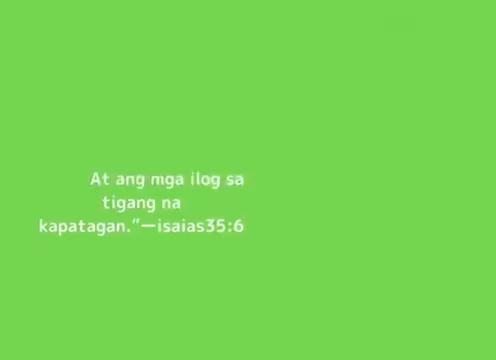 At ang mga ilog sa
tigang na
kapatagan.”—isaias35:6